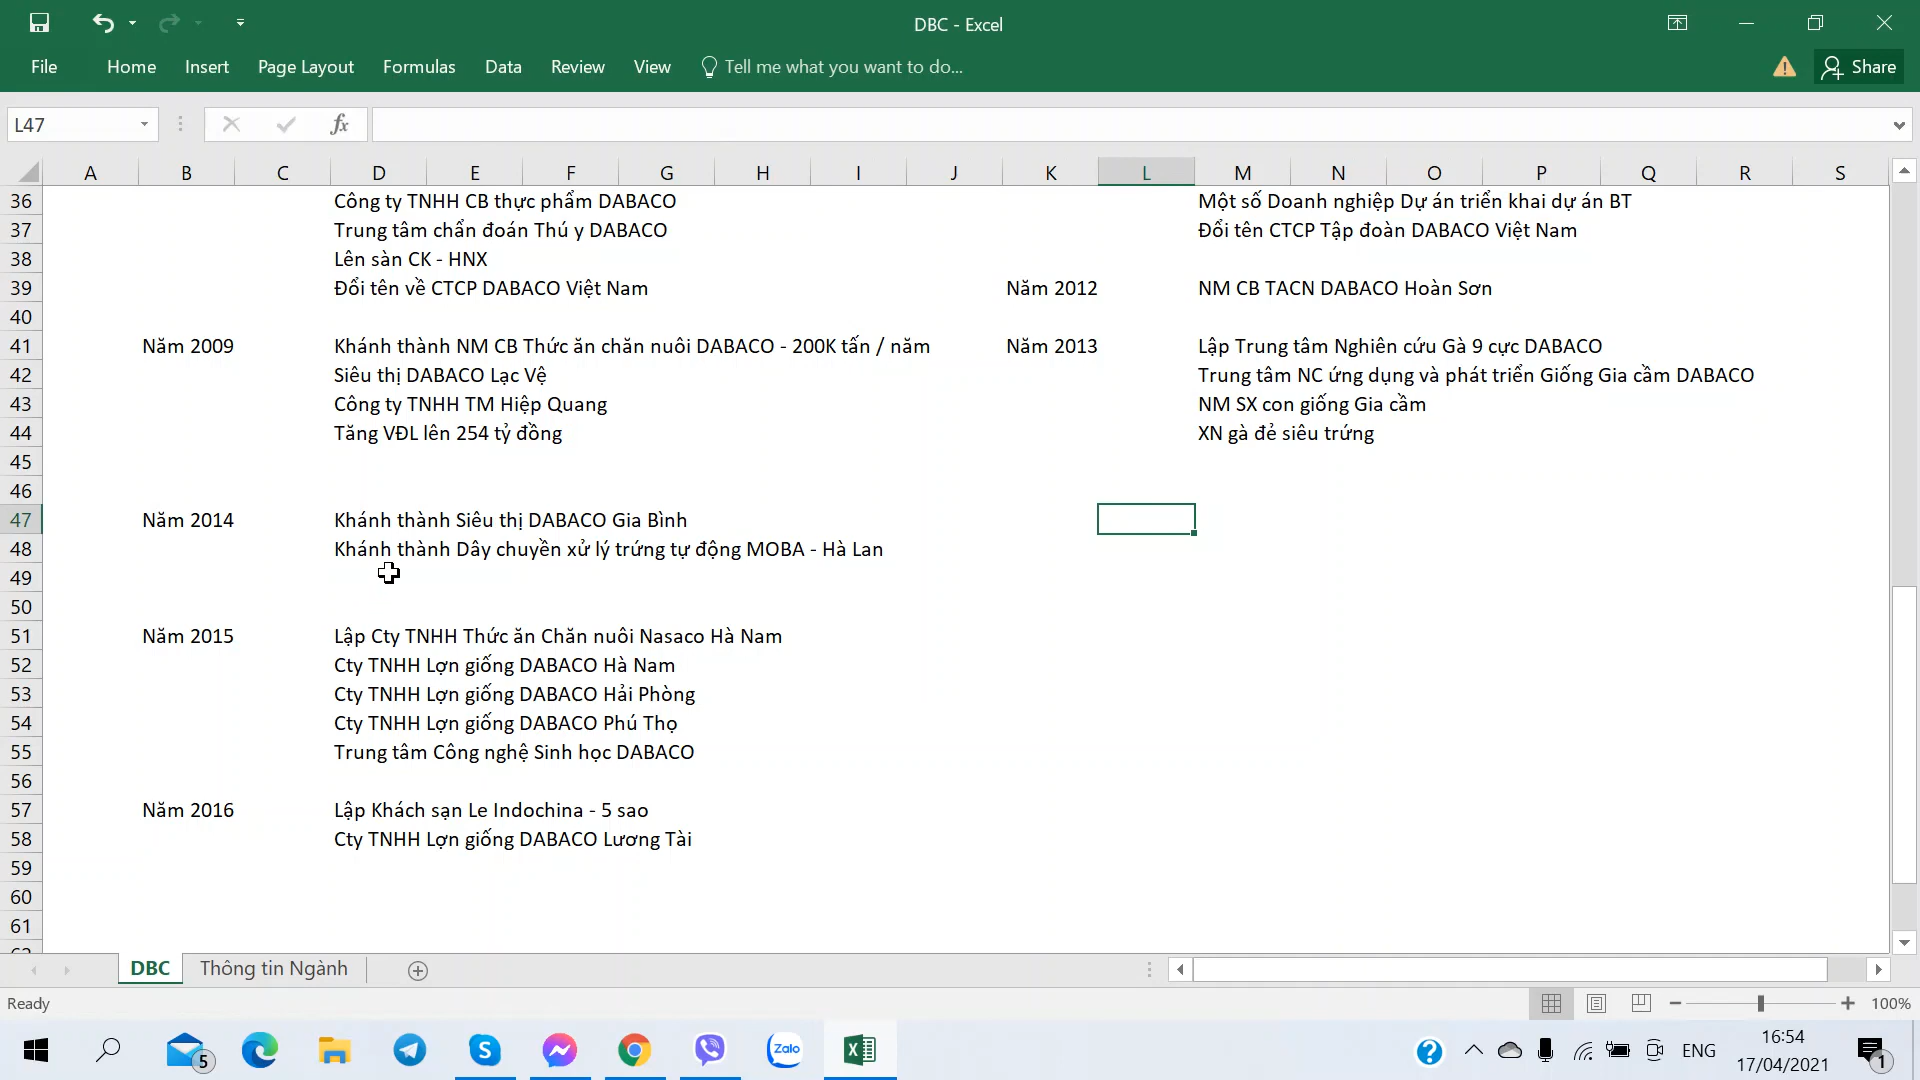 DBC - Excel
File Home Insert Page Layout Formulas Data Review View Tell me what you want to do... Share
L47 fx
A B C D E F G H I J K L M N O P Q R S
36 Công ty TNHH CB thực phẩm DABACO Một số Doanh nghiệp Dự án triển khai dự án BT
37 Trung tâm chẩn đoán Thú y DABACO Đổi tên CTCP Tập đoàn DABACO Việt Nam
38 Lên sàn CK - HNX
39 Đổi tên về CTCP DABACO Việt Nam Năm 2012 NM CB TACN DABACO Hoàn Sơn
40
41 Năm 2009 Khánh thành NM CB Thức ăn chăn nuôi DABACO - 200K tấn / năm Năm 2013 Lập Trung tâm Nghiên cứu Gà 9 cực DABACO
42 Siêu thị DABACO Lạc Vệ Trung tâm NC ứng dụng và phát triển Giống Gia cầm DABACO
43 Công ty TNHH TM Hiệp Quang NM SX con giống Gia cầm
44 Tăng VĐL lên 254 tỷ đồng XN gà đẻ siêu trứng
45
46
47 Năm 2014 Khánh thành Siêu thị DABACO Gia Bình
48 Khánh thành Dây chuyền xử lý trứng tự động MOBA - Hà Lan
49
50
51 Năm 2015 Lập Cty TNHH Thức ăn Chăn nuôi Nasaco Hà Nam
52 Cty TNHH Lợn giống DABACO Hà Nam
53 Cty TNHH Lợn giống DABACO Hải Phòng
54 Cty TNHH Lợn giống DABACO Phú Thọ
55 Trung tâm Công nghệ Sinh học DABACO
56
57 Năm 2016 Lập Khách sạn Le Indochina - 5 sao
58 Cty TNHH Lợn giống DABACO Lương Tài
59
60
61
DBC Thông tin Ngành
Ready 100%
5 Zalo ENG 16:54
17/04/2021 1